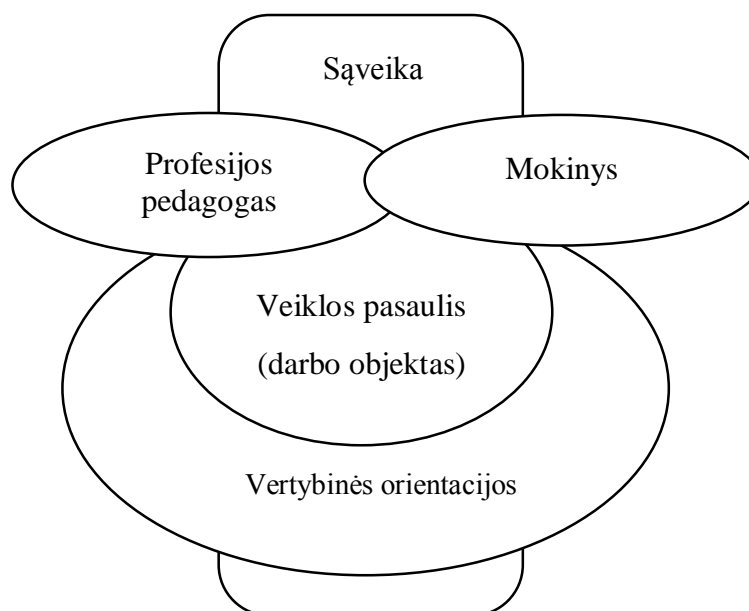 Sąveika
Profesijos
pedagogas
Mokinys
Veiklos pasaulis
(darbo objektas)
Vertybinės orientacijos